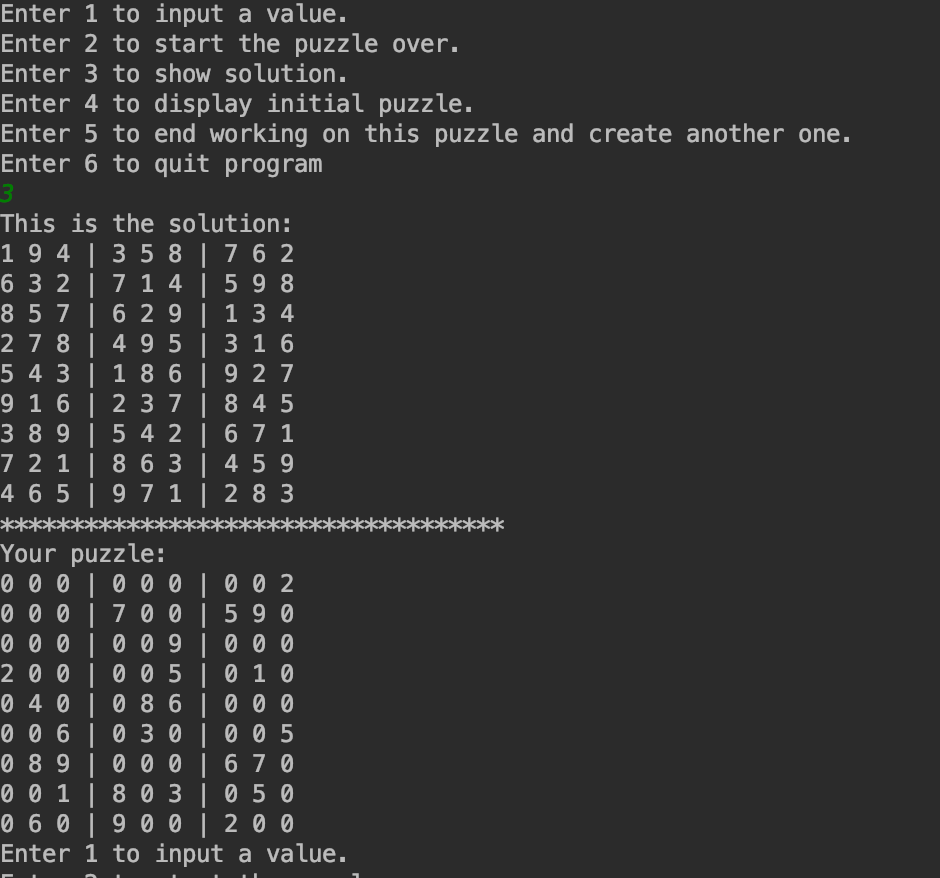 Enter 1 to input a value.
Enter 2 to start the puzzle over.
Enter 3 to show solution.
Enter 4 to display initial puzzle.
Enter 5 to end working on this puzzle and create another one.
Enter 6 to quit program
3
This is the solution:
1 9 4 | 3 5 8 | 7 6 2
6 3 2 | 7 1 4 | 5 9 8
8 5 7 | 6 2 9 | 1 3 4
2 7 8 | 4 9 5 | 3 1 6
5 4 3 | 1 8 6 | 9 2 7
9 1 6 | 2 3 7 | 8 4 5
3 8 9 | 5 4 2 | 6 7 1
7 2 1 | 8 6 3 | 4 5 9
4 6 5 | 9 7 1 | 2 8 3
************************************
Your puzzle:
0 0 0 | 0 0 0 | 0 0 2
0 0 0 | 7 0 0 | 5 9 0
0 0 0 | 0 0 9 | 0 0 0
2 0 0 | 0 0 5 | 0 1 0
0 4 0 | 0 8 6 | 0 0 0
0 0 6 | 0 3 0 | 0 0 5
0 8 9 | 0 0 0 | 6 7 0
0 0 1 | 8 0 3 | 0 5 0
0 6 0 | 9 0 0 | 2 0 0
Enter 1 to input a value.